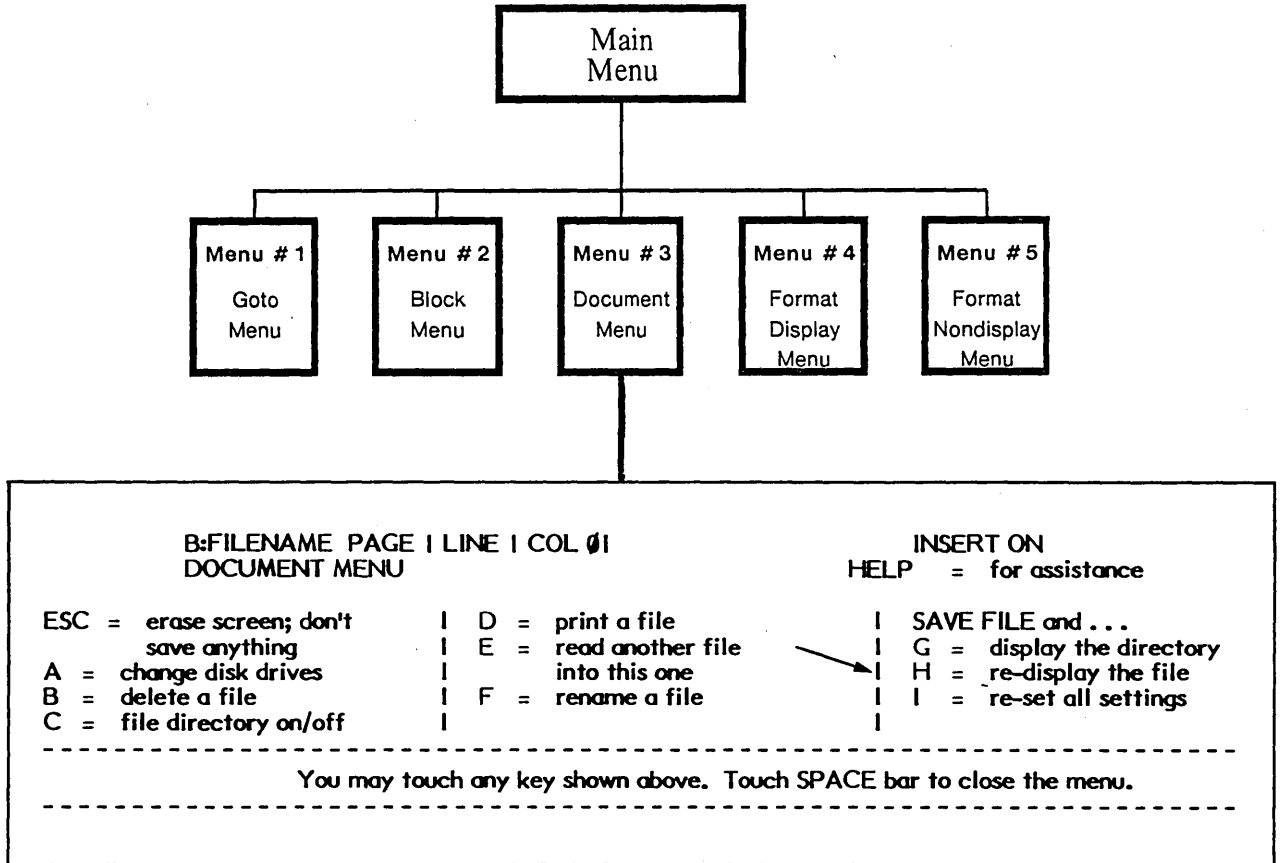 Main
Menu
Menu # 1
Goto
Menu
Menu # 2
Block
Menu
Menu # 3
Document
Menu
Menu # 4
Format
Display
Menu
Menu # 5
Format
Nondisplay
Menu
B:FILENAME PAGE 1 LINE 1 COL Ø1
DOCUMENT MENU
INSERT ON
HELP = for assistance
ESC = erase screen; don't
save anything
A = change disk drives
B = delete a file
C = file directory on/off
| D = print a file
| E = read another file
| into this one
| F = rename a file
|
| SAVE FILE and . . .
| G = display the directory
| H = re-display the file
| I = re-set all settings
|
You may touch any key shown above. Touch SPACE bar to close the menu.